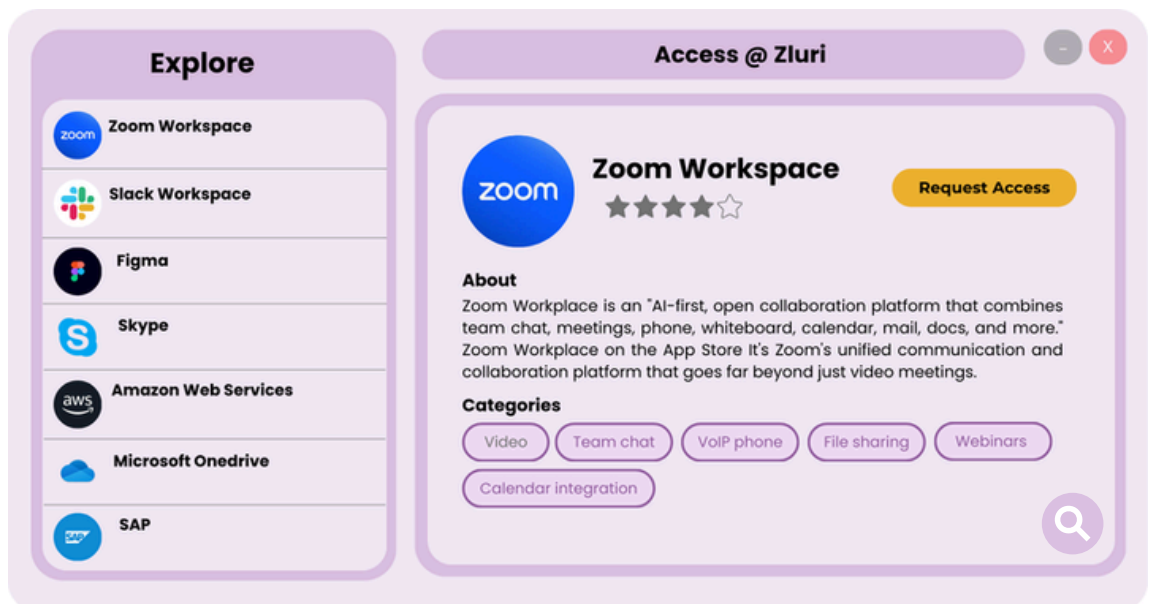 Explore
zoom
Zoom Workspace
Slack Workspace
Figma
Skype
aws
Amazon Web Services
Microsoft Onedrive
SAP
SAP
Access @ Zluri
–
X
zoom
Zoom Workspace
Request Access
About
Zoom Workplace is an "AI-first, open collaboration platform that combines
team chat, meetings, phone, whiteboard, calendar, mail, docs, and more."
Zoom Workplace on the App Store It's Zoom's unified communication and
collaboration platform that goes far beyond just video meetings.
Categories
Video Team chat VoIP phone File sharing Webinars
Calendar integration